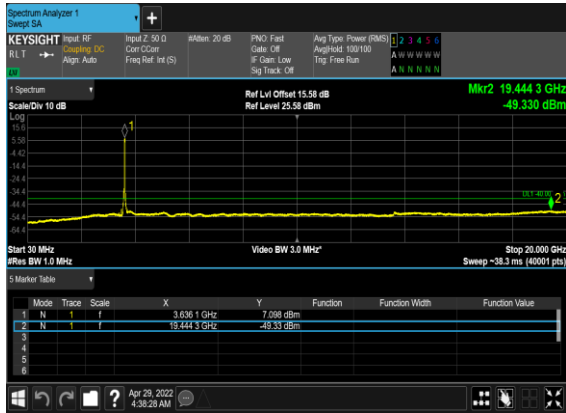 Spectrum Analyzer 1
Swept SA
+
KEYSIGHT Input: RF Input Z: 50 Ω #Atten: 20 dB PNO: Fast Avg Type: Power (RMS) 1 2 3 4 5 6
RLT Coupling: DC Corr CCorr Gate: Off Avg|Hold: 100/100 A W W W W W
Align: Auto Freq Ref: Int (S) IF Gain: Low Trig: Free Run
Sig Track: Off A N N N N N
1 Spectrum
Scale/Div 10 dB
Ref Lvl Offset 15.58 dB
Ref Level 25.58 dBm
Mkr2 19.444 3 GHz
-49.330 dBm
Log
15.6
5.58
-4.42
-14.4
-24.4
-34.4
-44.4
-54.4
-64.4
1
2
Start 30 MHz Video BW 3.0 MHz* Stop 20.000 GHz
#Res BW 1.0 MHz Sweep ~38.3 ms (40001 pts)
5 Marker Table
Mode Trace Scale X Y Function Function Width Function Value
1 N 1 f 3.636 1 GHz 7.098 dBm
2 N 1 f 19.444 3 GHz -49.33 dBm
3
4
5
6
? Apr 29, 2022
4:38:28 AM